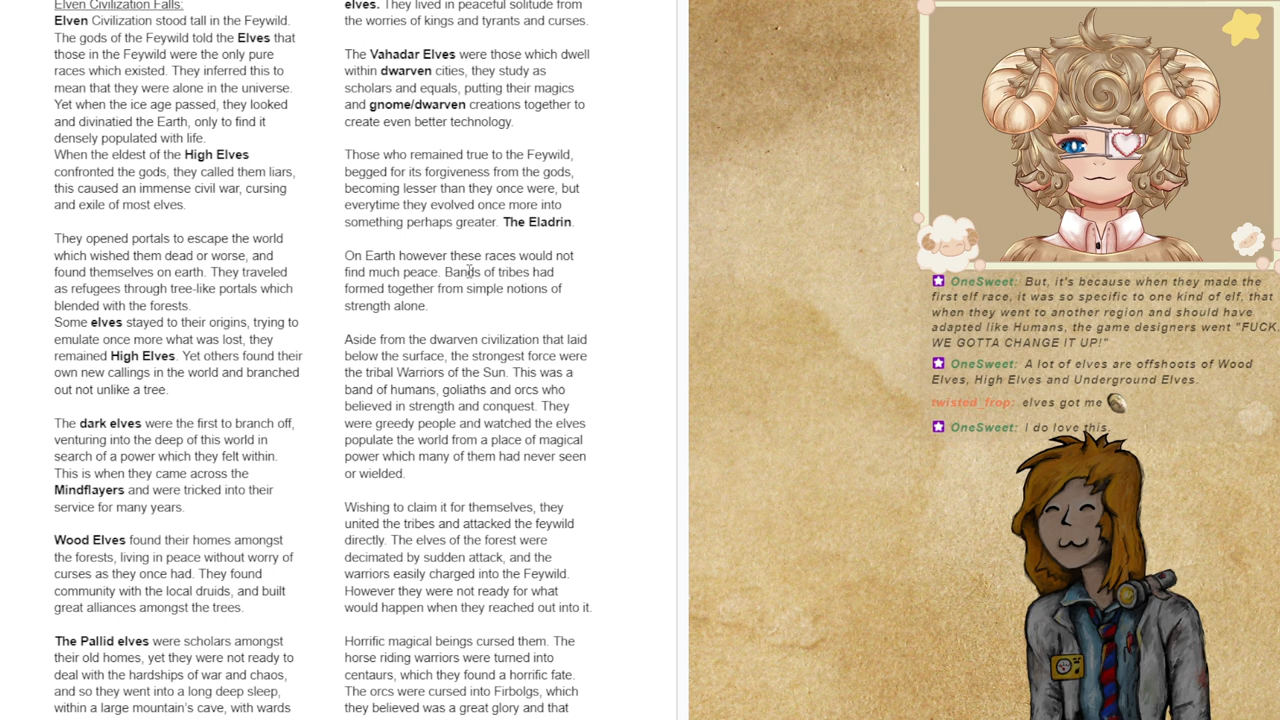 Elven Civilization Falls:
Elven Civilization stood tall in the Feywild.
The gods of the Feywild told the Elves that
those in the Feywild were the only pure
races which existed. They inferred this to
mean that they were alone in the universe.
Yet when the ice age passed, they looked
and divinatied the Earth, only to find it
densely populated with life.
When the eldest of the High Elves
confronted the gods, they called them liars,
this caused an immense civil war, cursing
and exile of most elves.
They opened portals to escape the world
which wished them dead or worse, and
found themselves on earth. They traveled
as refugees through tree-like portals which
blended with the forests.
Some elves stayed to their origins, trying to
emulate once more what was lost, they
remained High Elves. Yet others found their
own new callings in the world and branched
out not unlike a tree.
The dark elves were the first to branch off,
venturing into the deep of this world in
search of a power which they felt within.
This is when they came across the
Mindflayers and were tricked into their
service for many years.
Wood Elves found their homes amongst
the forests, living in peace without worry of
curses as they once had. They found
community with the local druids, and built
great alliances amongst the trees.
The Pallid elves were scholars amongst
their old homes, yet they were not ready to
deal with the hardships of war and chaos,
and so they went into a long deep sleep,
within a large mountain's cave, with wards
elves. They lived in peaceful solitude from
the worries of kings and tyrants and curses.
The Vahadar Elves were those which dwell
within dwarven cities, they study as
scholars and equals, putting their magics
and gnome/dwarven creations together to
create even better technology.
Those who remained true to the Feywild,
begged for its forgiveness from the gods,
becoming lesser than they once were, but
everytime they evolved once more into
something perhaps greater. The Eladrin.
On Earth however these races would not
find much peace. Bands of tribes had
formed together from simple notions of
strength alone.
Aside from the dwarven civilization that laid
below the surface, the strongest force were
the tribal Warriors of the Sun. This was a
band of humans, goliaths and orcs who
believed in strength and conquest. They
were greedy people and watched the elves
populate the world from a place of magical
power which many of them had never seen
or wielded.
Wishing to claim it for themselves, they
united the tribes and attacked the feywild
directly. The elves of the forest were
decimated by sudden attack, and the
warriors easily charged into the Feywild.
However they were not ready for what
would happen when they reached out into it.
Horrific magical beings cursed them. The
horse riding warriors were turned into
centaurs, which they found a horrific fate.
The orcs were cursed into Firbolgs, which
they believed was a great glory and that
OneSweet: But, it's because when they made the
first elf race, it was so specific to one kind of elf, that
when they went to another region and should have
adapted like Humans, the game designers went "FUCK,
WE GOTTA CHANGE IT UP!"
OneSweet: A lot of elves are offshoots of Wood
Elves, High Elves and Underground Elves.
twisted_frop: elves got me
OneSweet: I do love this.